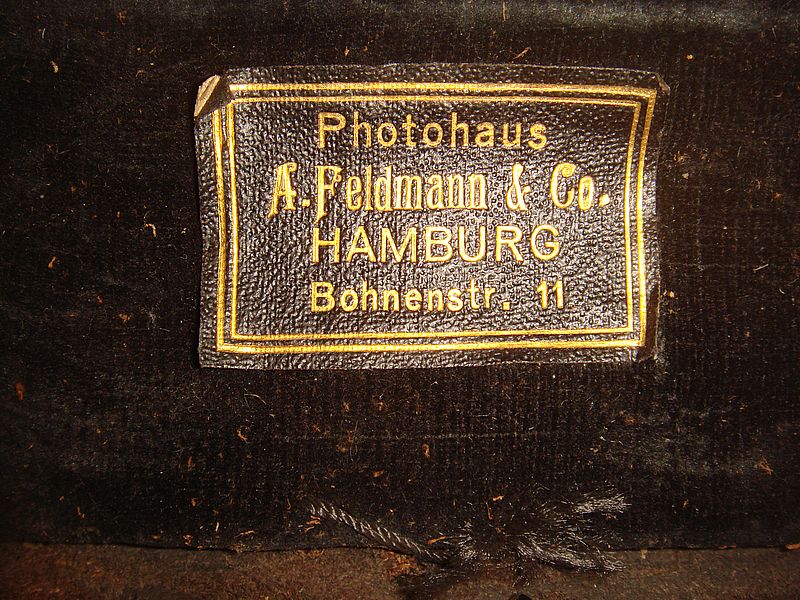 Photohaus
A. Feldmann & Co.
HAMBURG
Bohnenstr. 11